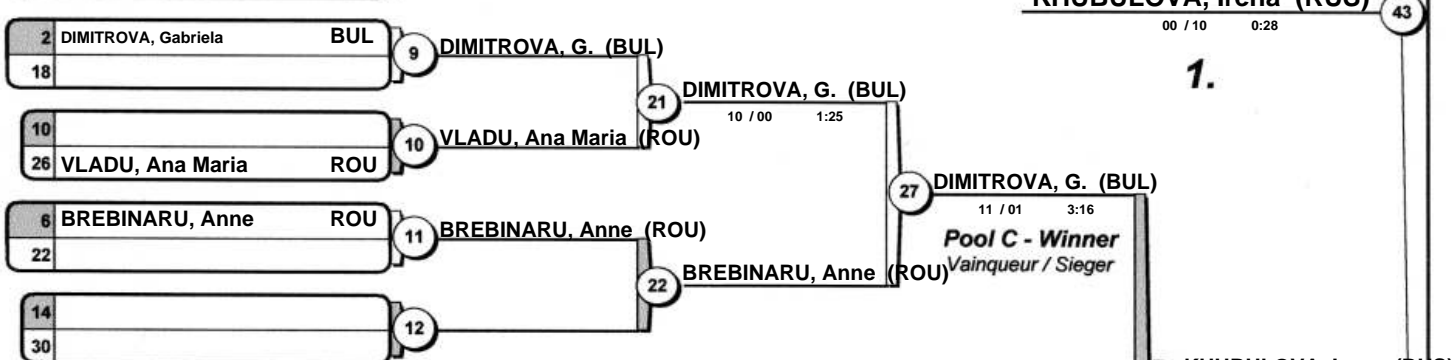 KHUBULOVA, Irena (RUS)
43
00 / 10 0:28
1.
2 DIMITROVA, Gabriela BUL
18
9
DIMITROVA, G. (BUL)
10
26 VLADU, Ana Maria ROU
10
VLADU, Ana Maria (ROU)
21
DIMITROVA, G. (BUL)
10 / 00 1:25
6 BREBINARU, Anne ROU
22
11
BREBINARU, Anne (ROU)
14
30
12
22
BREBINARU, Anne (ROU)
27
DIMITROVA, G. (BUL)
11 / 01 3:16
Pool C - Winner
Vainqueur / Sieger